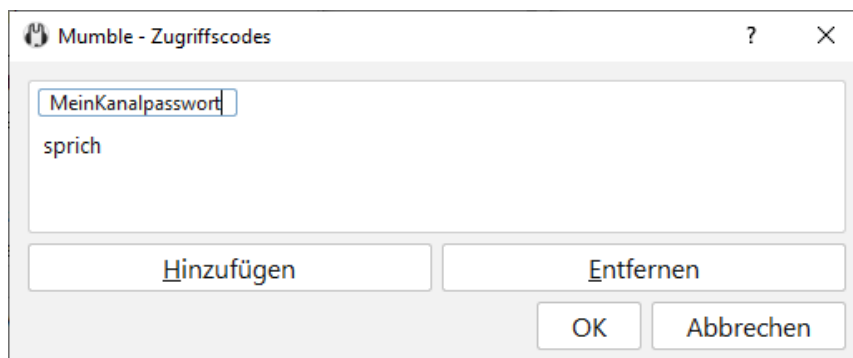 Mumble - Zugriffscodes ?
MeinKanalpasswort
sprich
Hinzufügen Entfernen
OK Abbrechen